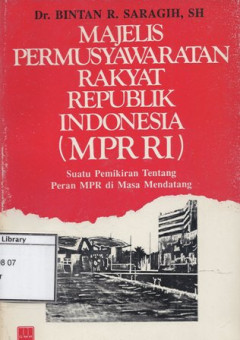 Dr. BINTAN R. SARAGIH, SH
MAJELIS
PERMUSYAWARATAN
RAKYAT
REPUBLIK
INDONESIA
(MPR RI)
Suatu Pemikiran Tentang
Peran MPR di Masa Mendatang
Library
07